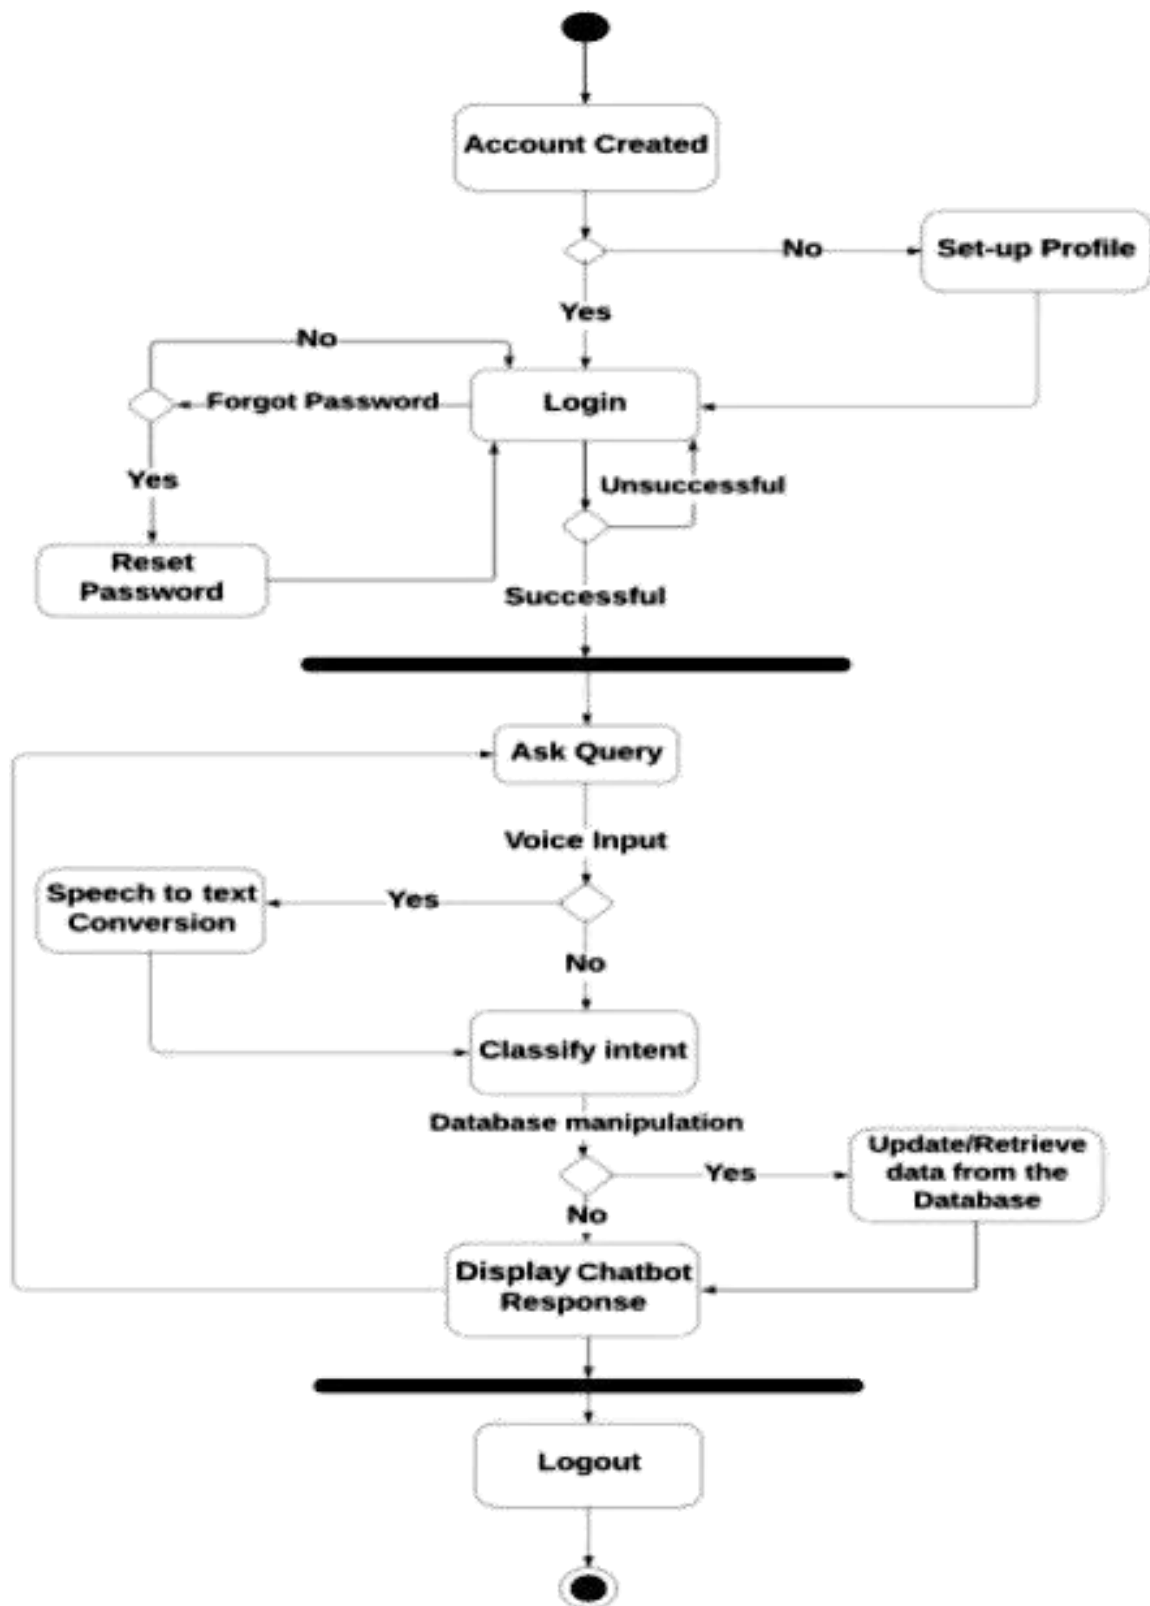 Account Created
No
Set-up Profile
Yes
No
Forgot Password
Login
Yes
Unsuccessful
Reset
Password
Successful
Ask Query
Voice Input
Speech to text
Conversion
Yes
No
Classify intent
Database manipulation
Yes
Update/Retrieve
data from the
Database
No
Display Chatbot
Response
Logout